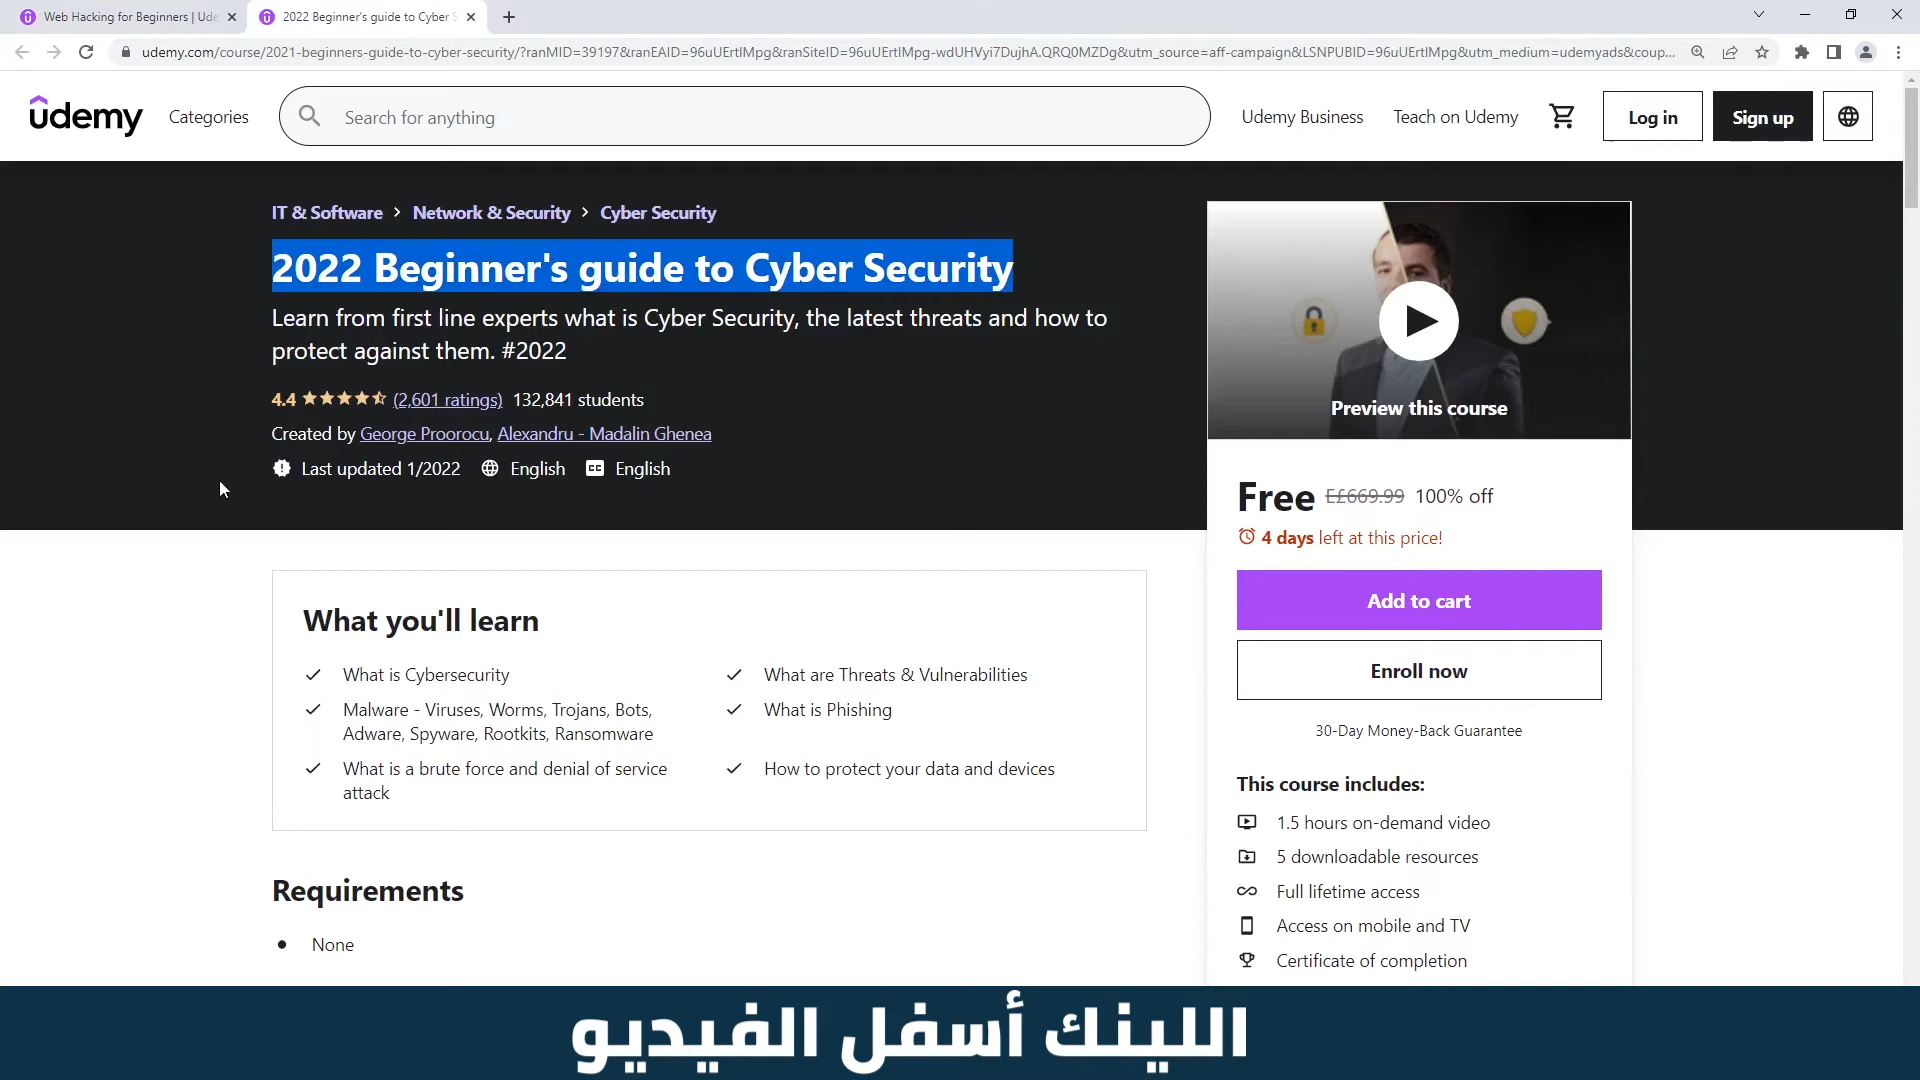 Web Hacking for Beginners | Ude
2022 Beginner's guide to Cyber S
udemy.com/course/2021-beginners-guide-to-cyber-security/?ranMID=39197&ranEAID=96uUErtlMpg&ranSiteID=96uUErtlMpg-wdUHVyi7DujhA.QRQ0MZDg&utm_source=aff-campaign&LSNPUBID=96uUErtlMpg&utm_medium=udemyads&coup...
udemy
Categories
Search for anything
Udemy Business
Teach on Udemy
Log in
Sign up
IT & Software > Network & Security > Cyber Security
2022 Beginner's guide to Cyber Security
Learn from first line experts what is Cyber Security, the latest threats and how to
protect against them. #2022
4.4 (2,601 ratings) 132,841 students
Created by George Proorocu, Alexandru - Madalin Ghenea
Last updated 1/2022 English CC English
Preview this course
Free E£669.99 100% off
4 days left at this price!
Add to cart
Enroll now
30-Day Money-Back Guarantee
This course includes:
1.5 hours on-demand video
5 downloadable resources
Full lifetime access
Access on mobile and TV
Certificate of completion
What you'll learn
What is Cybersecurity
What are Threats & Vulnerabilities
Malware - Viruses, Worms, Trojans, Bots,
Adware, Spyware, Rootkits, Ransomware
What is Phishing
What is a brute force and denial of service
attack
How to protect your data and devices
Requirements
None
اللينك أسفل الفيديو